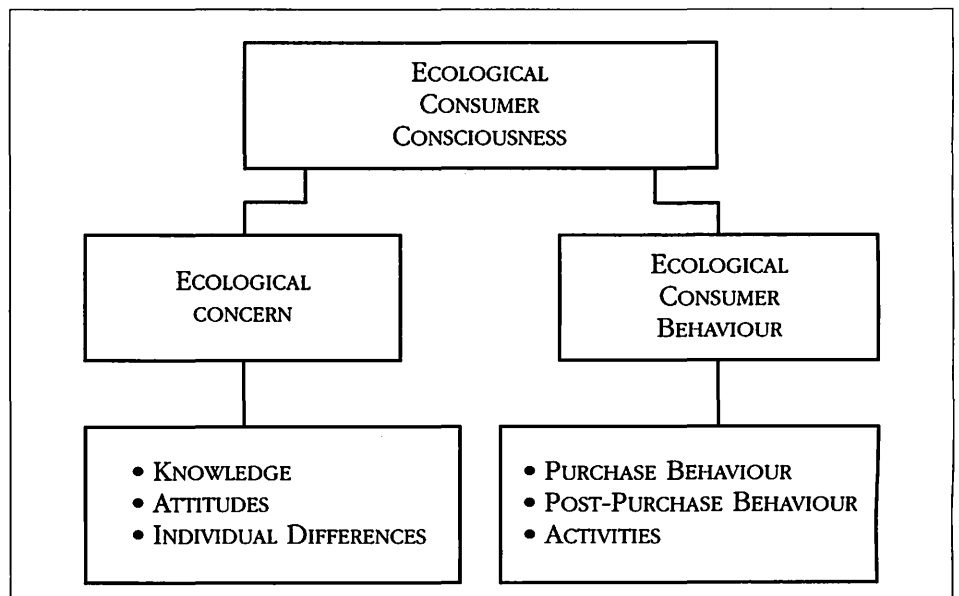 ECOLOGICAL
CONSUMER
CONSCIOUSNESS
ECOLOGICAL
CONCERN
ECOLOGICAL
CONSUMER
BEHAVIOUR
• KNOWLEDGE
• ATTITUDES
• INDIVIDUAL DIFFERENCES
• PURCHASE BEHAVIOUR
• POST-PURCHASE BEHAVIOUR
• ACTIVITIES